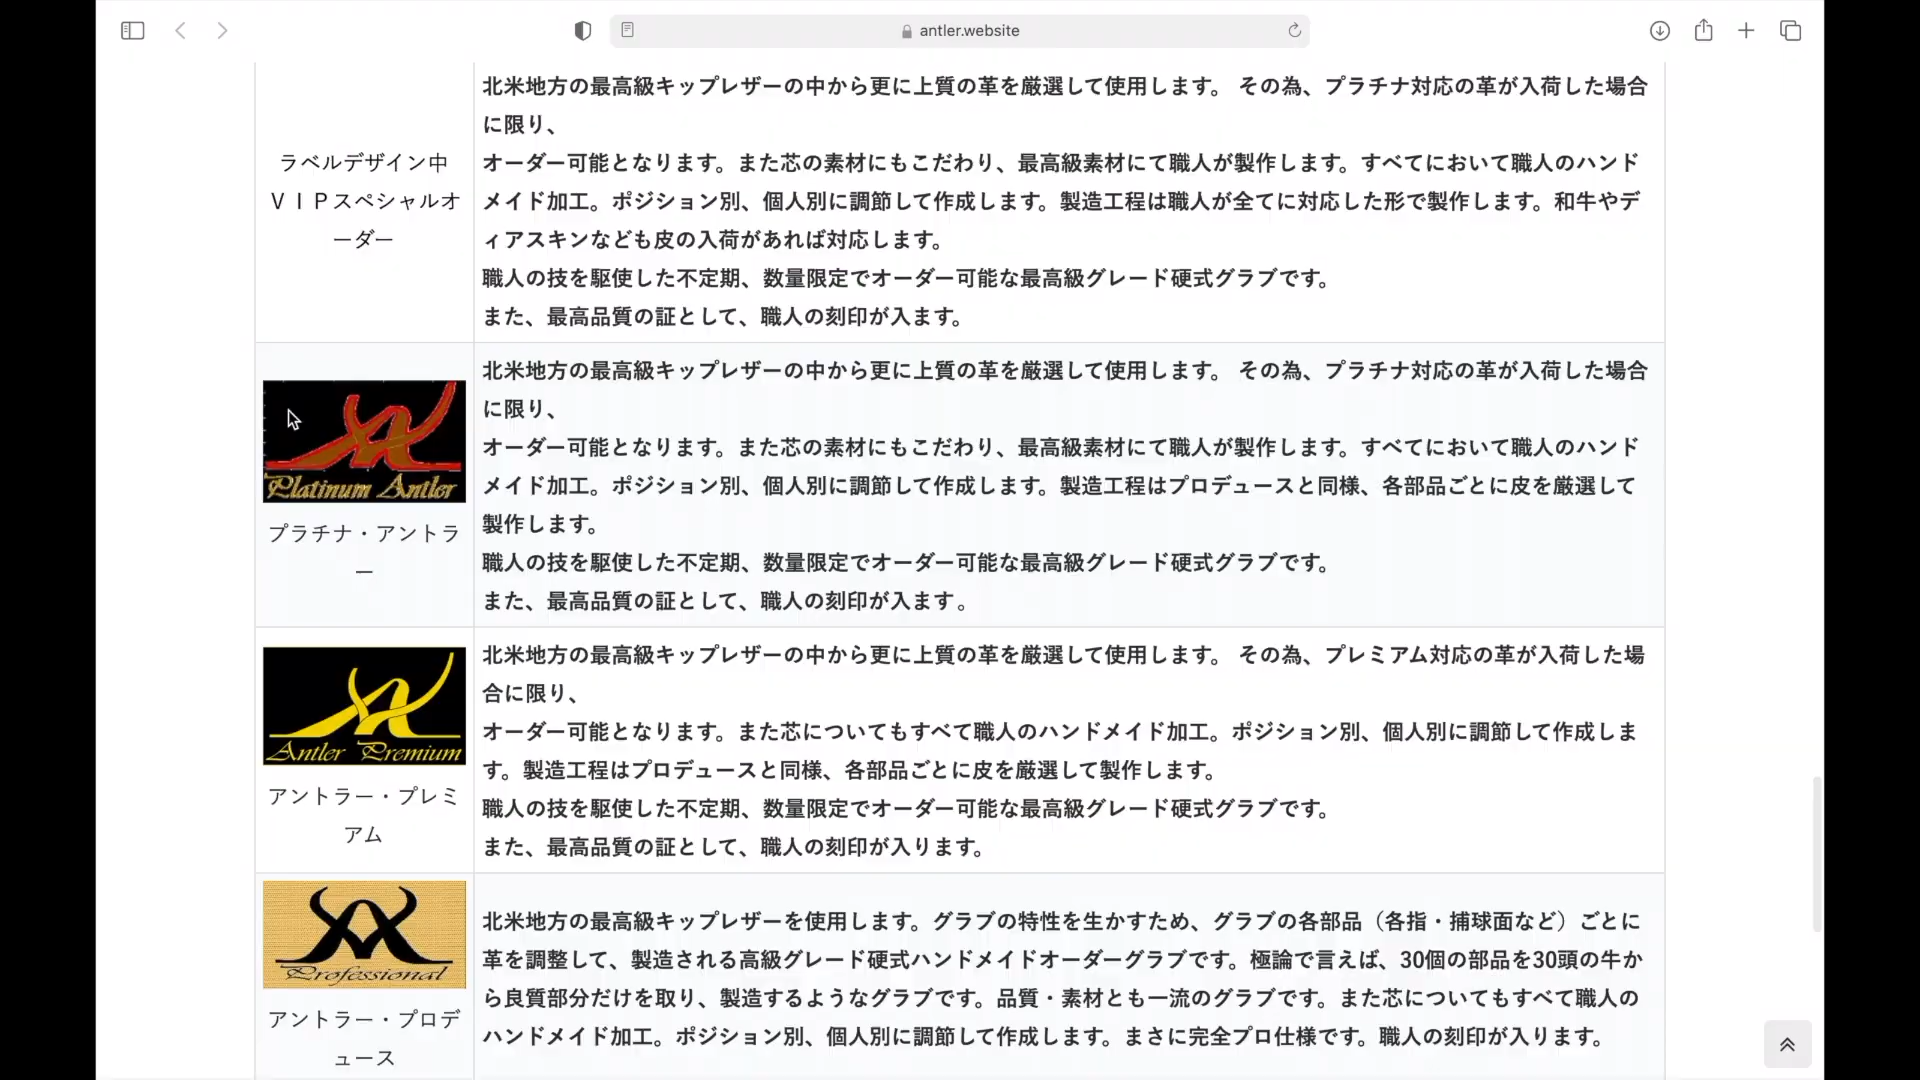 antler.website
ラベルデザイン中
ＶＩＰスペシャルオ
ーダー
北米地方の最高級キップレザーの中から更に上質の革を厳選して使用します。 その為、プラチナ対応の革が入荷した場合
に限り、
オーダー可能となります。また芯の素材にもこだわり、最高級素材にて職人が製作します。すべてにおいて職人のハンド
メイド加工。ポジション別、個人別に調節して作成します。製造工程は職人が全てに対応した形で製作します。和牛やデ
ィアスキンなども皮の入荷があれば対応します。
職人の技を駆使した不定期、数量限定でオーダー可能な最高級グレード硬式グラブです。
また、最高品質の証として、職人の刻印が入ます。
Platinum Antler
プラチナ・アントラ
ー
北米地方の最高級キップレザーの中から更に上質の革を厳選して使用します。 その為、プラチナ対応の革が入荷した場合
に限り、
オーダー可能となります。また芯の素材にもこだわり、最高級素材にて職人が製作します。すべてにおいて職人のハンド
メイド加工。ポジション別、個人別に調節して作成します。製造工程はプロデュースと同様、各部品ごとに皮を厳選して
製作します。
職人の技を駆使した不定期、数量限定でオーダー可能な最高級グレード硬式グラブです。
また、最高品質の証として、職人の刻印が入ます。
Antler Premium
アントラー・プレミ
アム
北米地方の最高級キップレザーの中から更に上質の革を厳選して使用します。 その為、プレミアム対応の革が入荷した場
合に限り、
オーダー可能となります。また芯についてもすべて職人のハンドメイド加工。ポジション別、個人別に調節して作成しま
す。製造工程はプロデュースと同様、各部品ごとに皮を厳選して製作します。
職人の技を駆使した不定期、数量限定でオーダー可能な最高級グレード硬式グラブです。
また、最高品質の証として、職人の刻印が入ります。
Professional
アントラー・プロデ
ュース
北米地方の最高級キップレザーを使用します。グラブの特性を生かすため、グラブの各部品（各指・捕球面など）ごとに
革を調整して、製造される高級グレード硬式ハンドメイドオーダーグラブです。極論で言えば、30個の部品を30頭の牛か
ら良質部分だけを取り、製造するようなグラブです。品質・素材とも一流のグラブです。また芯についてもすべて職人の
ハンドメイド加工。ポジション別、個人別に調節して作成します。まさに完全プロ仕様です。職人の刻印が入ります。